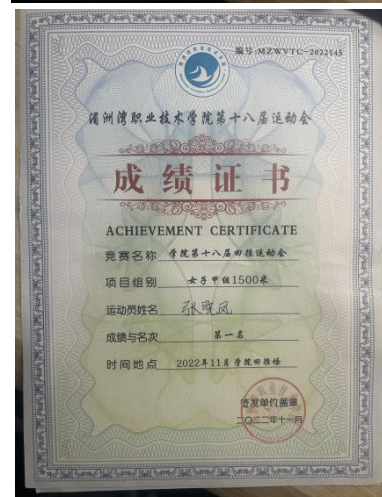 编号:MZWVTC-2022145
湄洲湾职业技术学院第十八届运动会
成绩证书
ACHIEVEMENT CERTIFICATE
竞赛名称 学院第十八届田径运动会
项目组别 女子甲组1500米
运动员姓名 张晓凤
成绩与名次 第一名
时间地点 2022年11月学院田径场
签发单位盖章
二〇二二年十一月